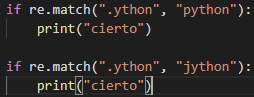 if re.match(".ython", "python"):
    print("cierto")
if re.match(".ython", "jython"):
    print("cierto")